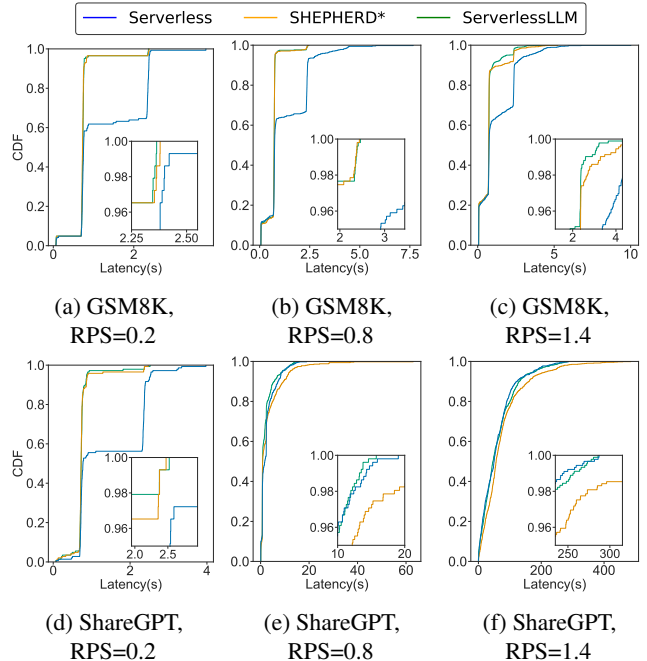 Serverless SHEPHERD* ServerlessLLM
CDF
1.0
0.8
0.6
0.4
0.2
0.0
1.00
0.98
0.96
2.25 2.50
0 2 4
Latency(s)
1.0
0.8
0.6
0.4
0.2
0.0
1.00
0.98
0.96
2 3
0.0 2.5 5.0 7.5
Latency(s)
1.0
0.8
0.6
0.4
0.2
0.0
1.00
0.98
0.96
2 4
0 5 10
Latency(s)
(a) GSM8K,
RPS=0.2
(b) GSM8K,
RPS=0.8
(c) GSM8K,
RPS=1.4
CDF
1.0
0.8
0.6
0.4
0.2
0.0
1.00
0.98
0.96
2.0 2.5
0 2 4
Latency(s)
1.0
0.8
0.6
0.4
0.2
0.0
1.00
0.98
0.96
10 20
0 20 40 60
Latency(s)
1.0
0.8
0.6
0.4
0.2
0.0
1.00
0.98
0.96
250 300
0 200 400
Latency(s)
(d) ShareGPT,
RPS=0.2
(e) ShareGPT,
RPS=0.8
(f) ShareGPT,
RPS=1.4